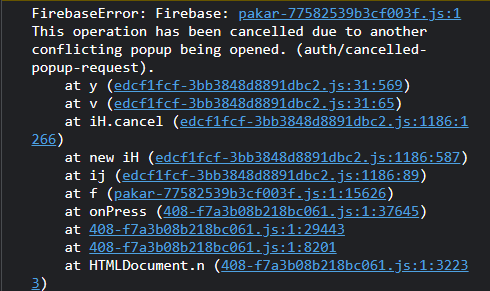 FirebaseError: Firebase: pakar-77582539b3cf003f.js:1
This operation has been cancelled due to another
conflicting popup being opened. (auth/cancelled-
popup-request).
at y (edcf1fcf-3bb3848d8891dbc2.js:31:569)
at v (edcf1fcf-3bb3848d8891dbc2.js:31:65)
at iH.cancel (edcf1fcf-3bb3848d8891dbc2.js:1186:1
266)
at new iH (edcf1fcf-3bb3848d8891dbc2.js:1186:587)
at ij (edcf1fcf-3bb3848d8891dbc2.js:1186:89)
at f (pakar-77582539b3cf003f.js:1:15626)
at onPress (408-f7a3b08b218bc061.js:1:37645)
at 408-f7a3b08b218bc061.js:1:29443
at 408-f7a3b08b218bc061.js:1:8201
at HTMLDocument.n (408-f7a3b08b218bc061.js:1:3223
3)